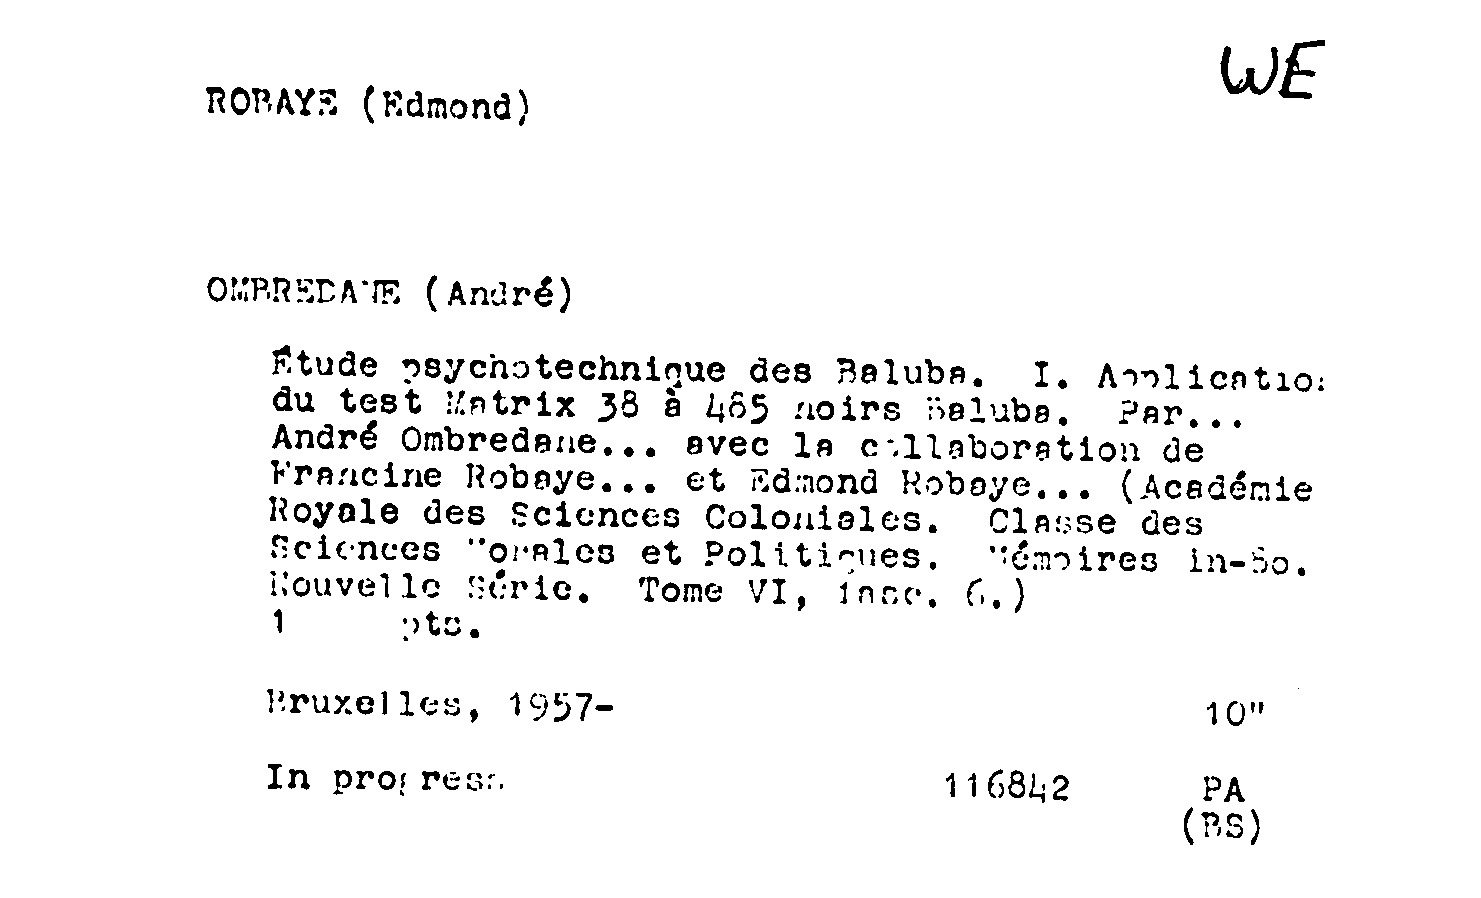 WE
ROBAYE (Edmond)
OMBREDANE (André)
Étude psychotechnique des Baluba. I. Application
du test Matrix 38 à 485 noirs Baluba. Par...
André Ombredane... avec la collaboration de
Francine Robaye... et Edmond Robaye... (Académie
Royale des Sciences Coloniales. Classe des
Sciences Morales et Politiques. Mémoires in-8o.
Nouvelle Série. Tome VI, fasc. 6.)
1 pts.
Bruxelles, 1957-
10"
In progress
116842 PA
(BS)